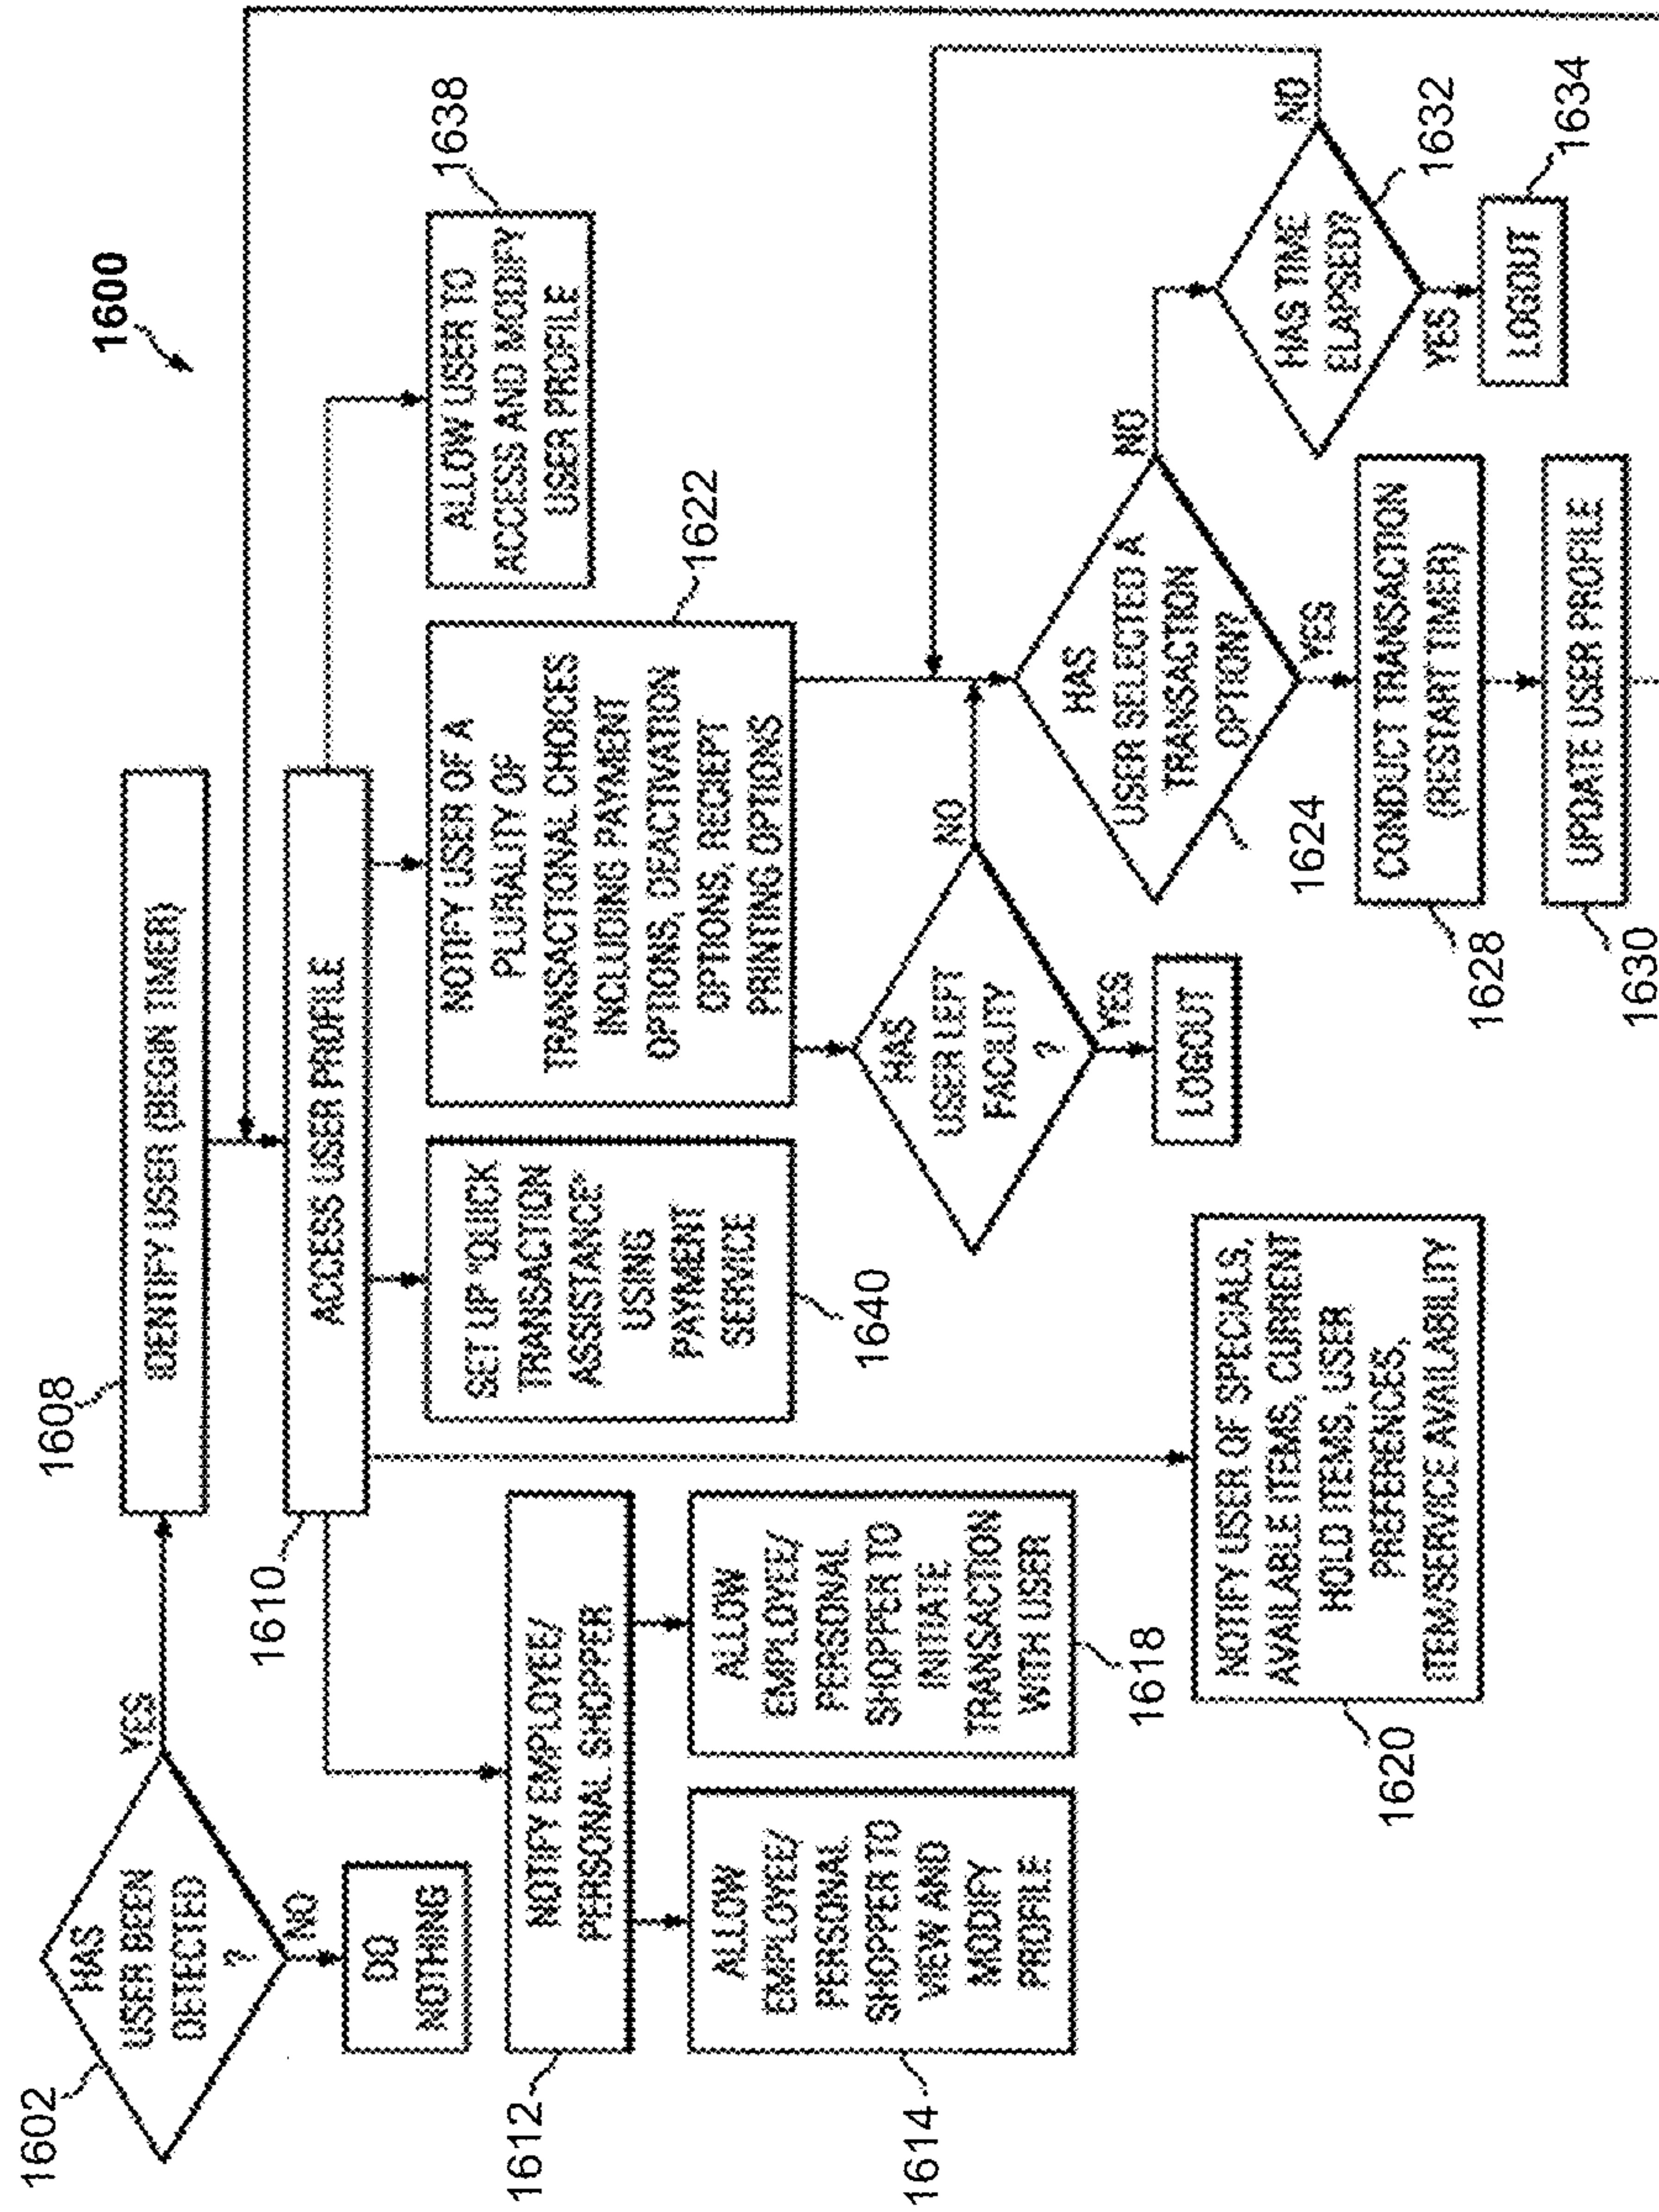 1600
1602
HAS
USER BEEN
DETECTED
?
YES
NO
DO
NOTHING
1608
IDENTIFY USER (BEGIN TIMER)
1610
ACCESS USER PROFILE
1612
NOTIFY EMPLOYEE/
PERSONAL SHOPPER
1614
ALLOW
EMPLOYEE/
PERSONAL
SHOPPER TO
VIEW AND
MODIFY
PROFILE
ALLOW
EMPLOYEE/
PERSONAL
SHOPPER TO
INITIATE
TRANSACTION
WITH USER
1618
NOTIFY USER OF SPECIALS,
AVAILABLE ITEMS, CURRENT
HOLD ITEMS, USER
PREFERENCES,
ITEM/SERVICE AVAILABILITY
1620
SET UP "QUICK
TRANSACTION
ASSISTANCE"
USING
PAYMENT
SERVICE
1640
NOTIFY USER OF A
PLURALITY OF
TRANSACTIONAL CHOICES
INCLUDING PAYMENT
OPTIONS, DEACTIVATION
OPTIONS, RECIEPT
PRINTING OPTIONS
1622
ALLOW USER TO
ACCESS AND MODIFY
USER PROFILE
1638
HAS
USER LEFT
FACILITY
?
NO
YES
LOGOUT
HAS
USER SELECTED A
TRANSACTION
OPTION?
1624
NO
YES
CONDUCT TRANSACTION
(RESTART TIMER)
1628
UPDATE USER PROFILE
1630
HAS TIME
ELAPSED?
NO
1632
YES
LOGOUT
1634